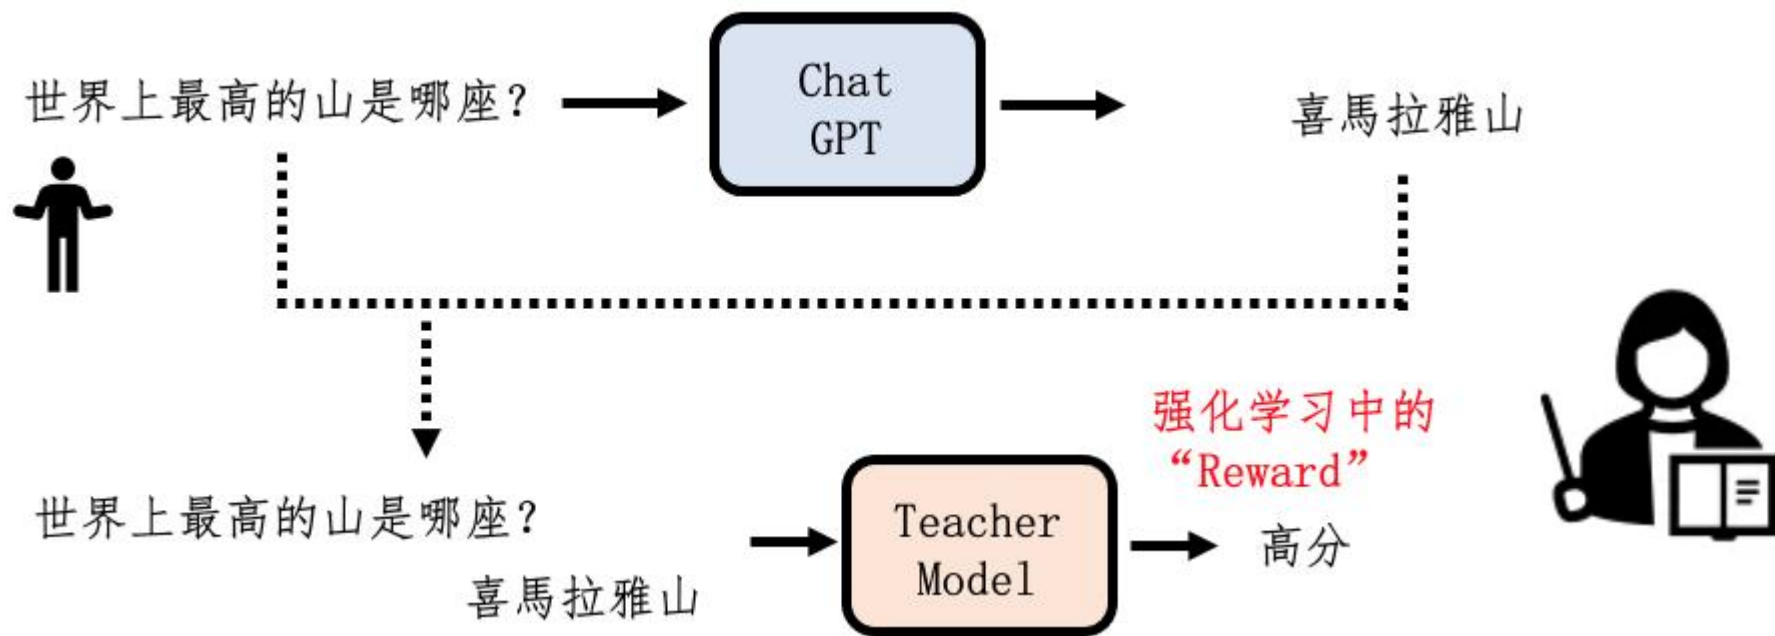 世界上最高的山是哪座？
Chat
GPT
喜馬拉雅山
强化学习中的
“Reward”
世界上最高的山是哪座？
喜馬拉雅山
Teacher
Model
高分